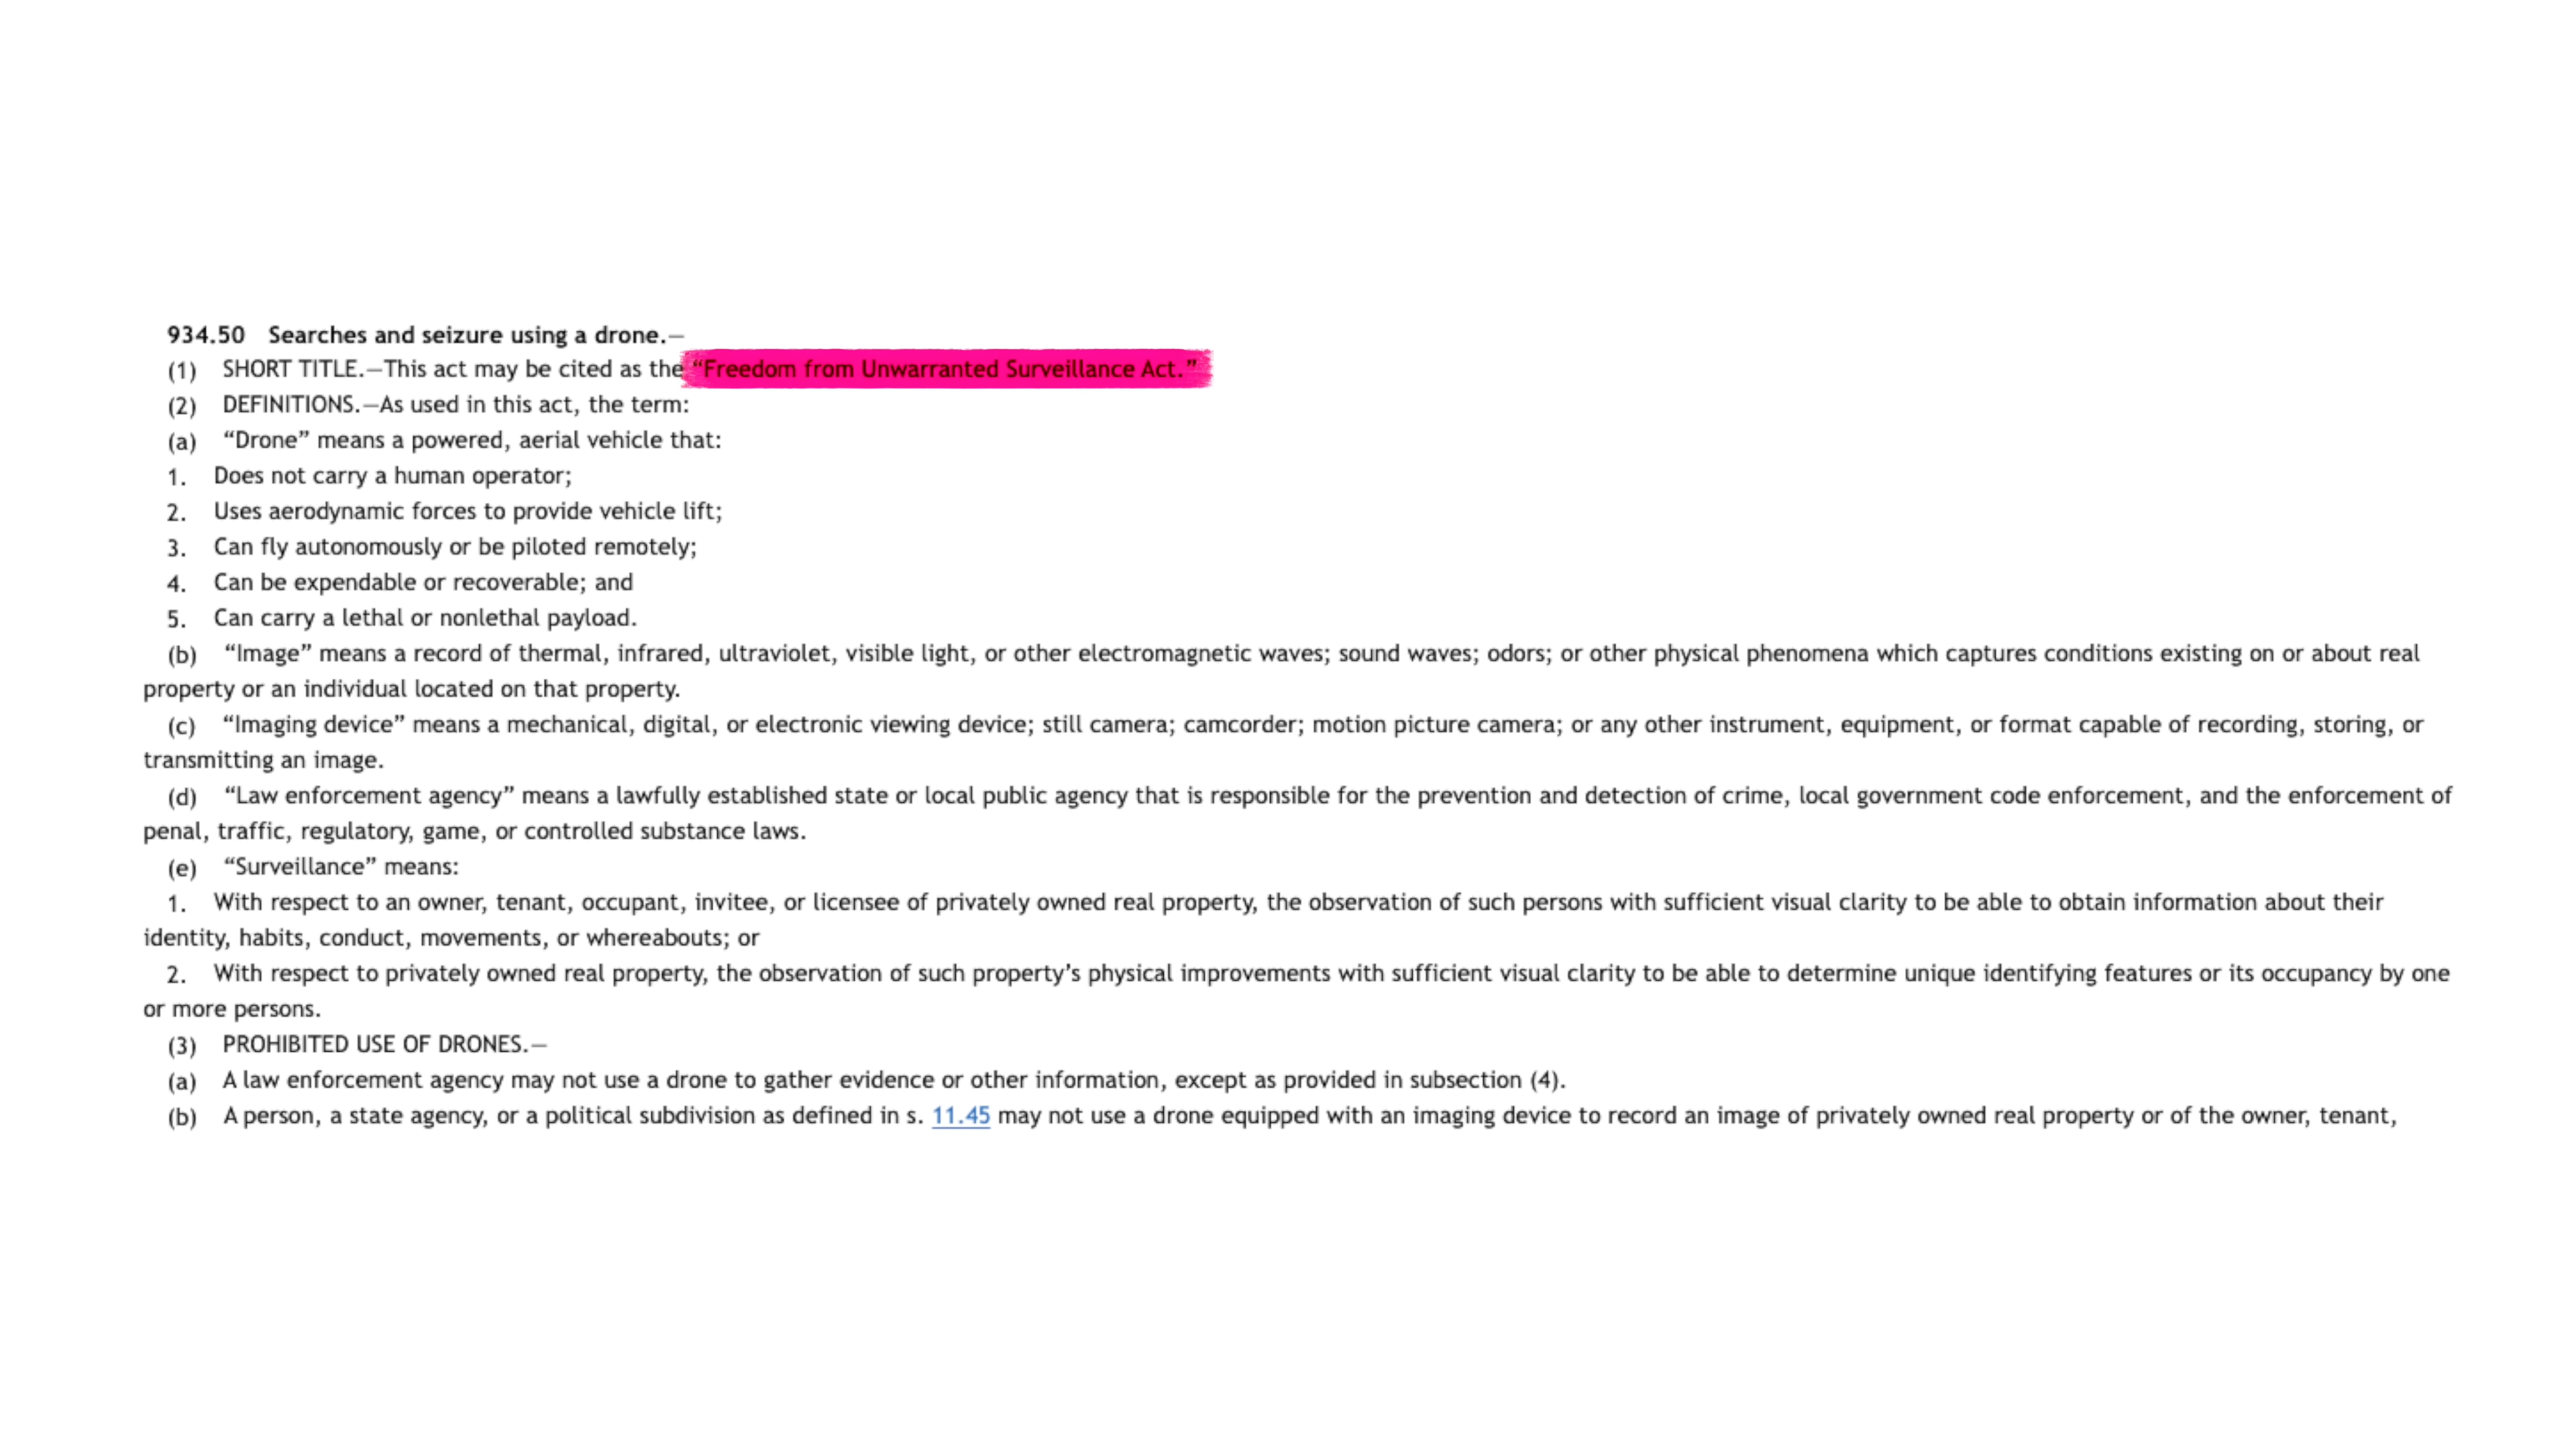 934.50 Searches and seizure using a drone.—
(1) SHORT TITLE.—This act may be cited as the “Freedom from Unwarranted Surveillance Act.”
(2) DEFINITIONS.—As used in this act, the term:
(a) “Drone” means a powered, aerial vehicle that:
1. Does not carry a human operator;
2. Uses aerodynamic forces to provide vehicle lift;
3. Can fly autonomously or be piloted remotely;
4. Can be expendable or recoverable; and
5. Can carry a lethal or nonlethal payload.
(b) “Image” means a record of thermal, infrared, ultraviolet, visible light, or other electromagnetic waves; sound waves; odors; or other physical phenomena which captures conditions existing on or about real
property or an individual located on that property.
(c) “Imaging device” means a mechanical, digital, or electronic viewing device; still camera; camcorder; motion picture camera; or any other instrument, equipment, or format capable of recording, storing, or
transmitting an image.
(d) “Law enforcement agency” means a lawfully established state or local public agency that is responsible for the prevention and detection of crime, local government code enforcement, and the enforcement of
penal, traffic, regulatory, game, or controlled substance laws.
(e) “Surveillance” means:
1. With respect to an owner, tenant, occupant, invitee, or licensee of privately owned real property, the observation of such persons with sufficient visual clarity to be able to obtain information about their
identity, habits, conduct, movements, or whereabouts; or
2. With respect to privately owned real property, the observation of such property’s physical improvements with sufficient visual clarity to be able to determine unique identifying features or its occupancy by one
or more persons.
(3) PROHIBITED USE OF DRONES.—
(a) A law enforcement agency may not use a drone to gather evidence or other information, except as provided in subsection (4).
(b) A person, a state agency, or a political subdivision as defined in s. 11.45 may not use a drone equipped with an imaging device to record an image of privately owned real property or of the owner, tenant,